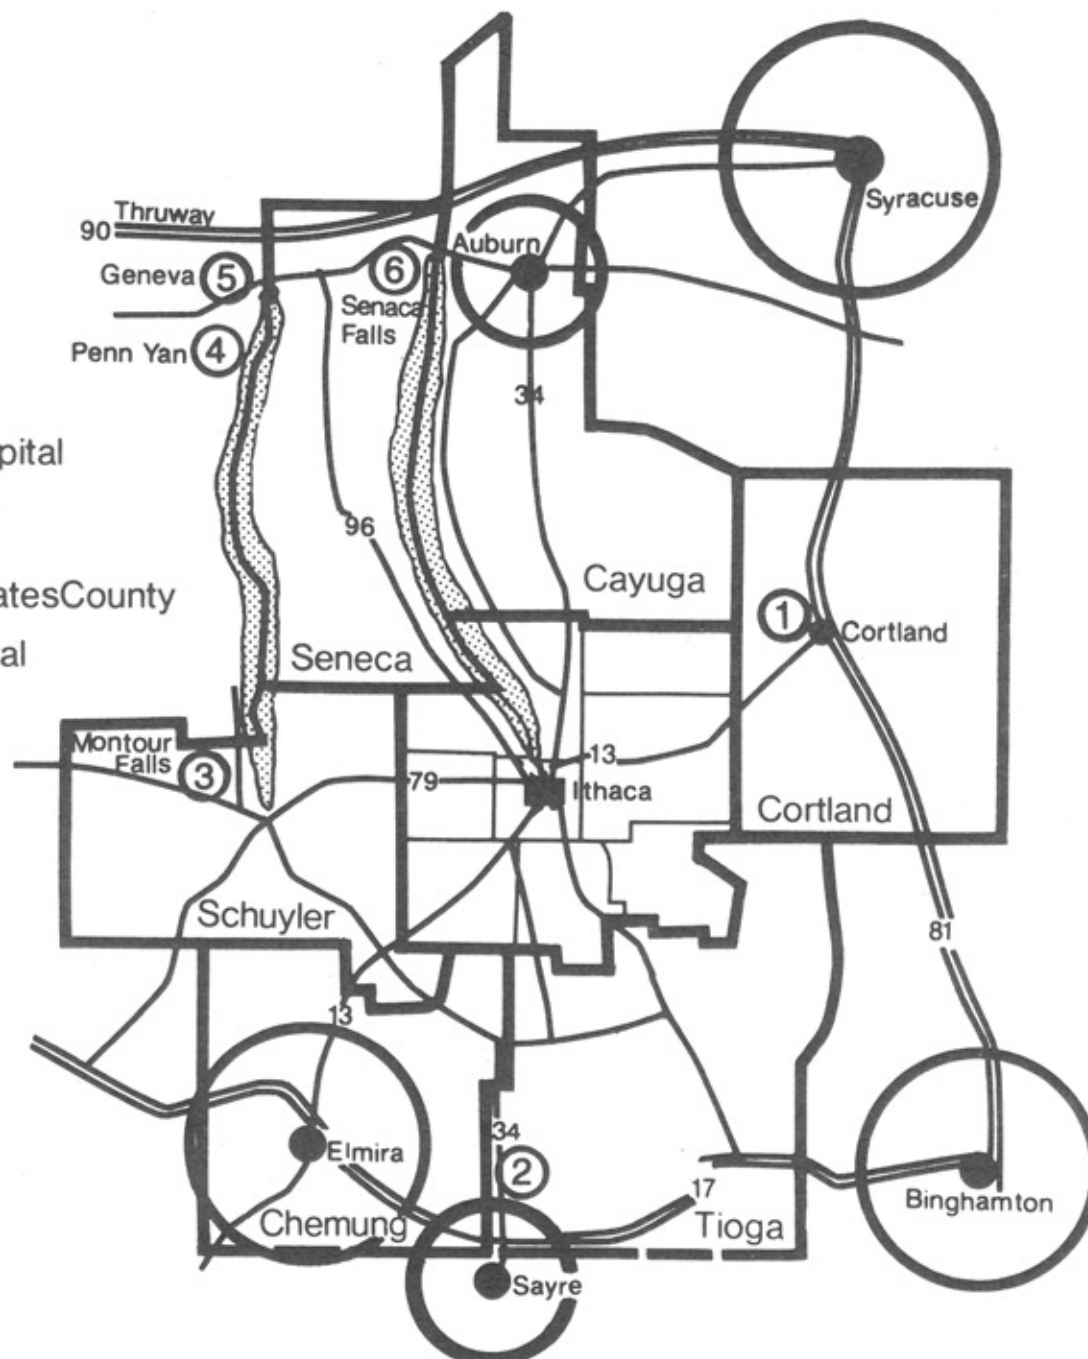 Syracuse
Thruway
90
Auburn
Geneva 5
6
Senaca
Falls
Penn Yan 4
34
pital
96
Cayuga
atesCounty
1
Cortland
al
Seneca
Montour
Falls 3
13
79
Ithaca
Cortland
Schuyler
81
13
34
Elmira
2
17
Binghamton
Chemung
Tioga
Sayre